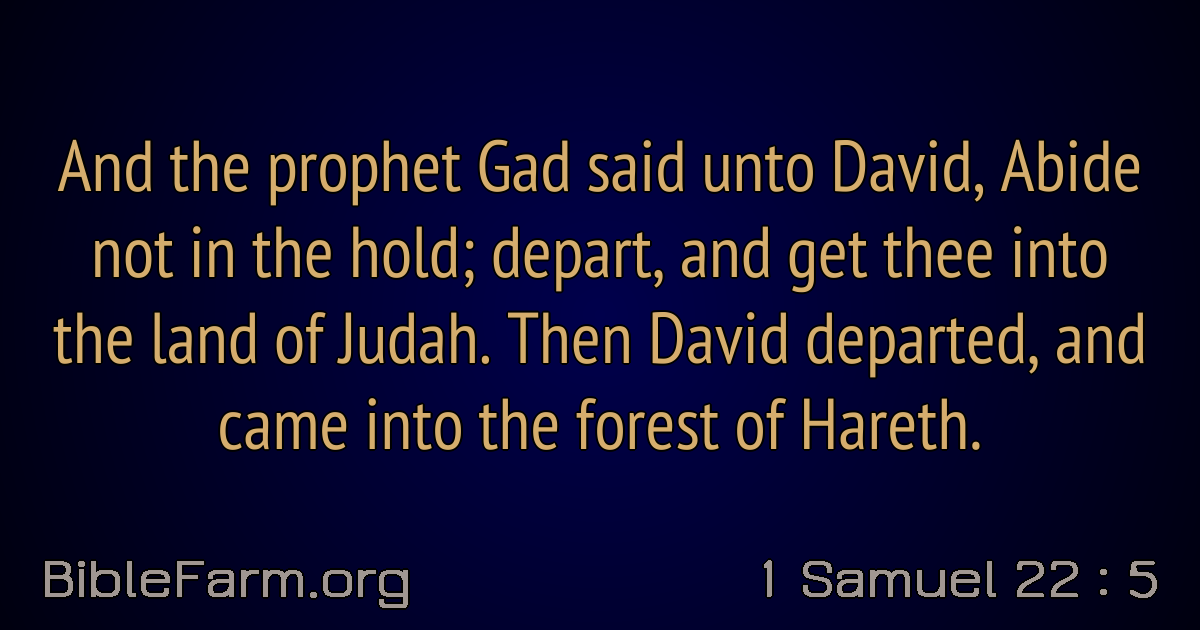 And the prophet Gad said unto David, Abide
not in the hold; depart, and get thee into
the land of Judah. Then David departed, and
came into the forest of Hareth.
BibleFarm.org
1 Samuel 22 : 5